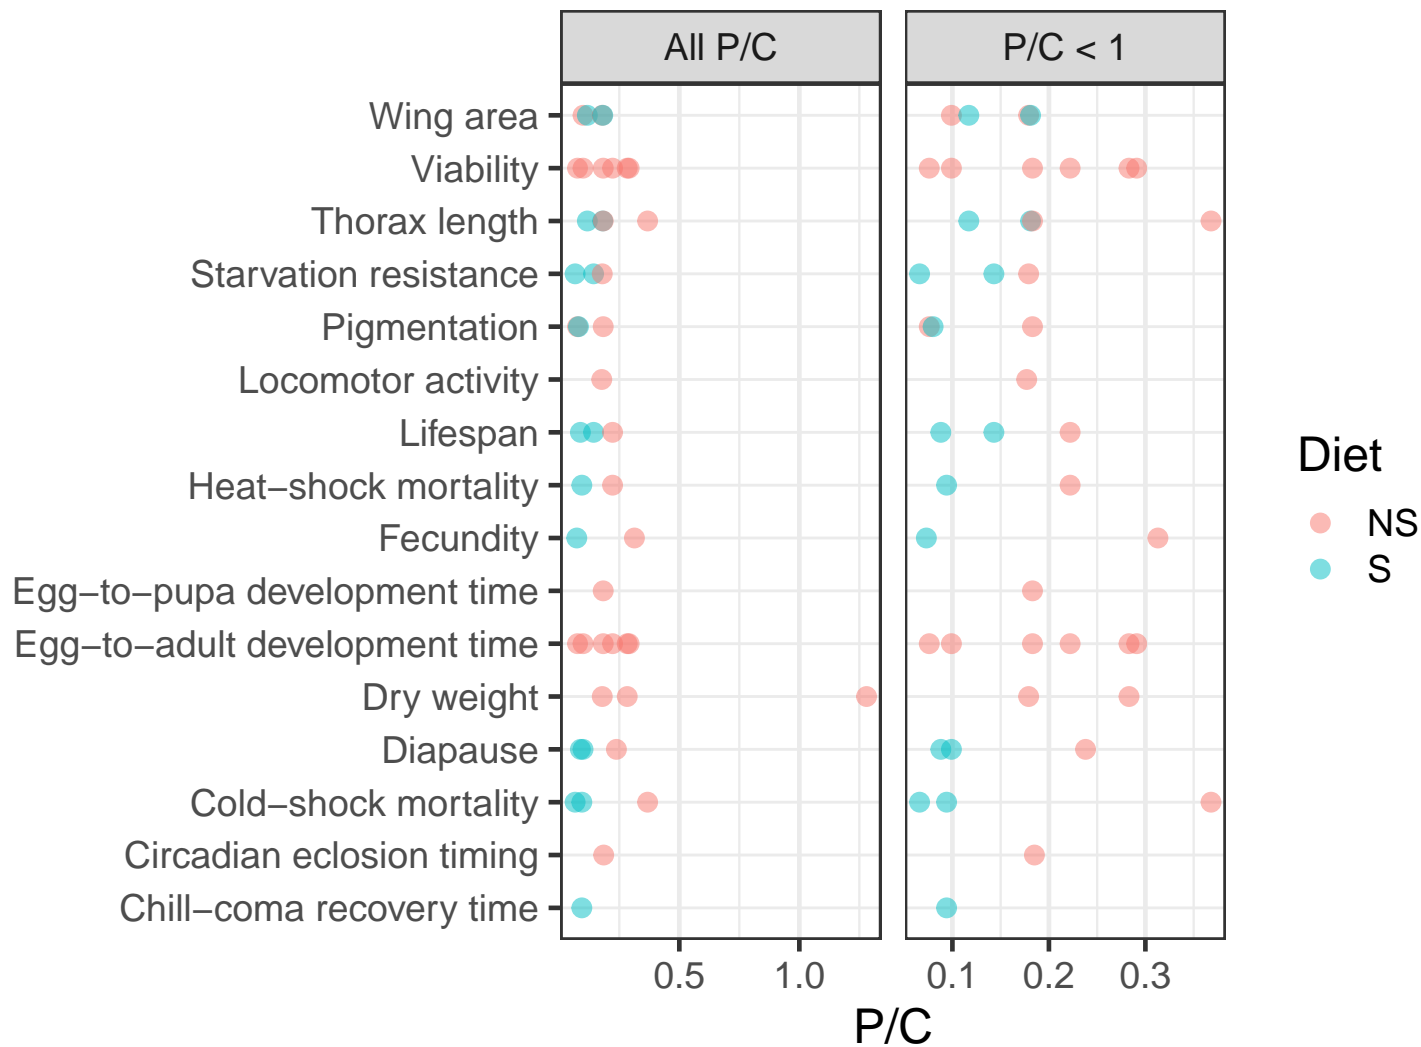 All P/C
P/C < 1
Wing area
Viability
Thorax length
Starvation resistance
Pigmentation
Locomotor activity
Lifespan
Heat−shock mortality
Fecundity
Egg−to−pupa development time
Egg−to−adult development time
Dry weight
Diapause
Cold−shock mortality
Circadian eclosion timing
Chill−coma recovery time
0.5 1.0
0.1 0.2 0.3
P/C
Diet
NS
S